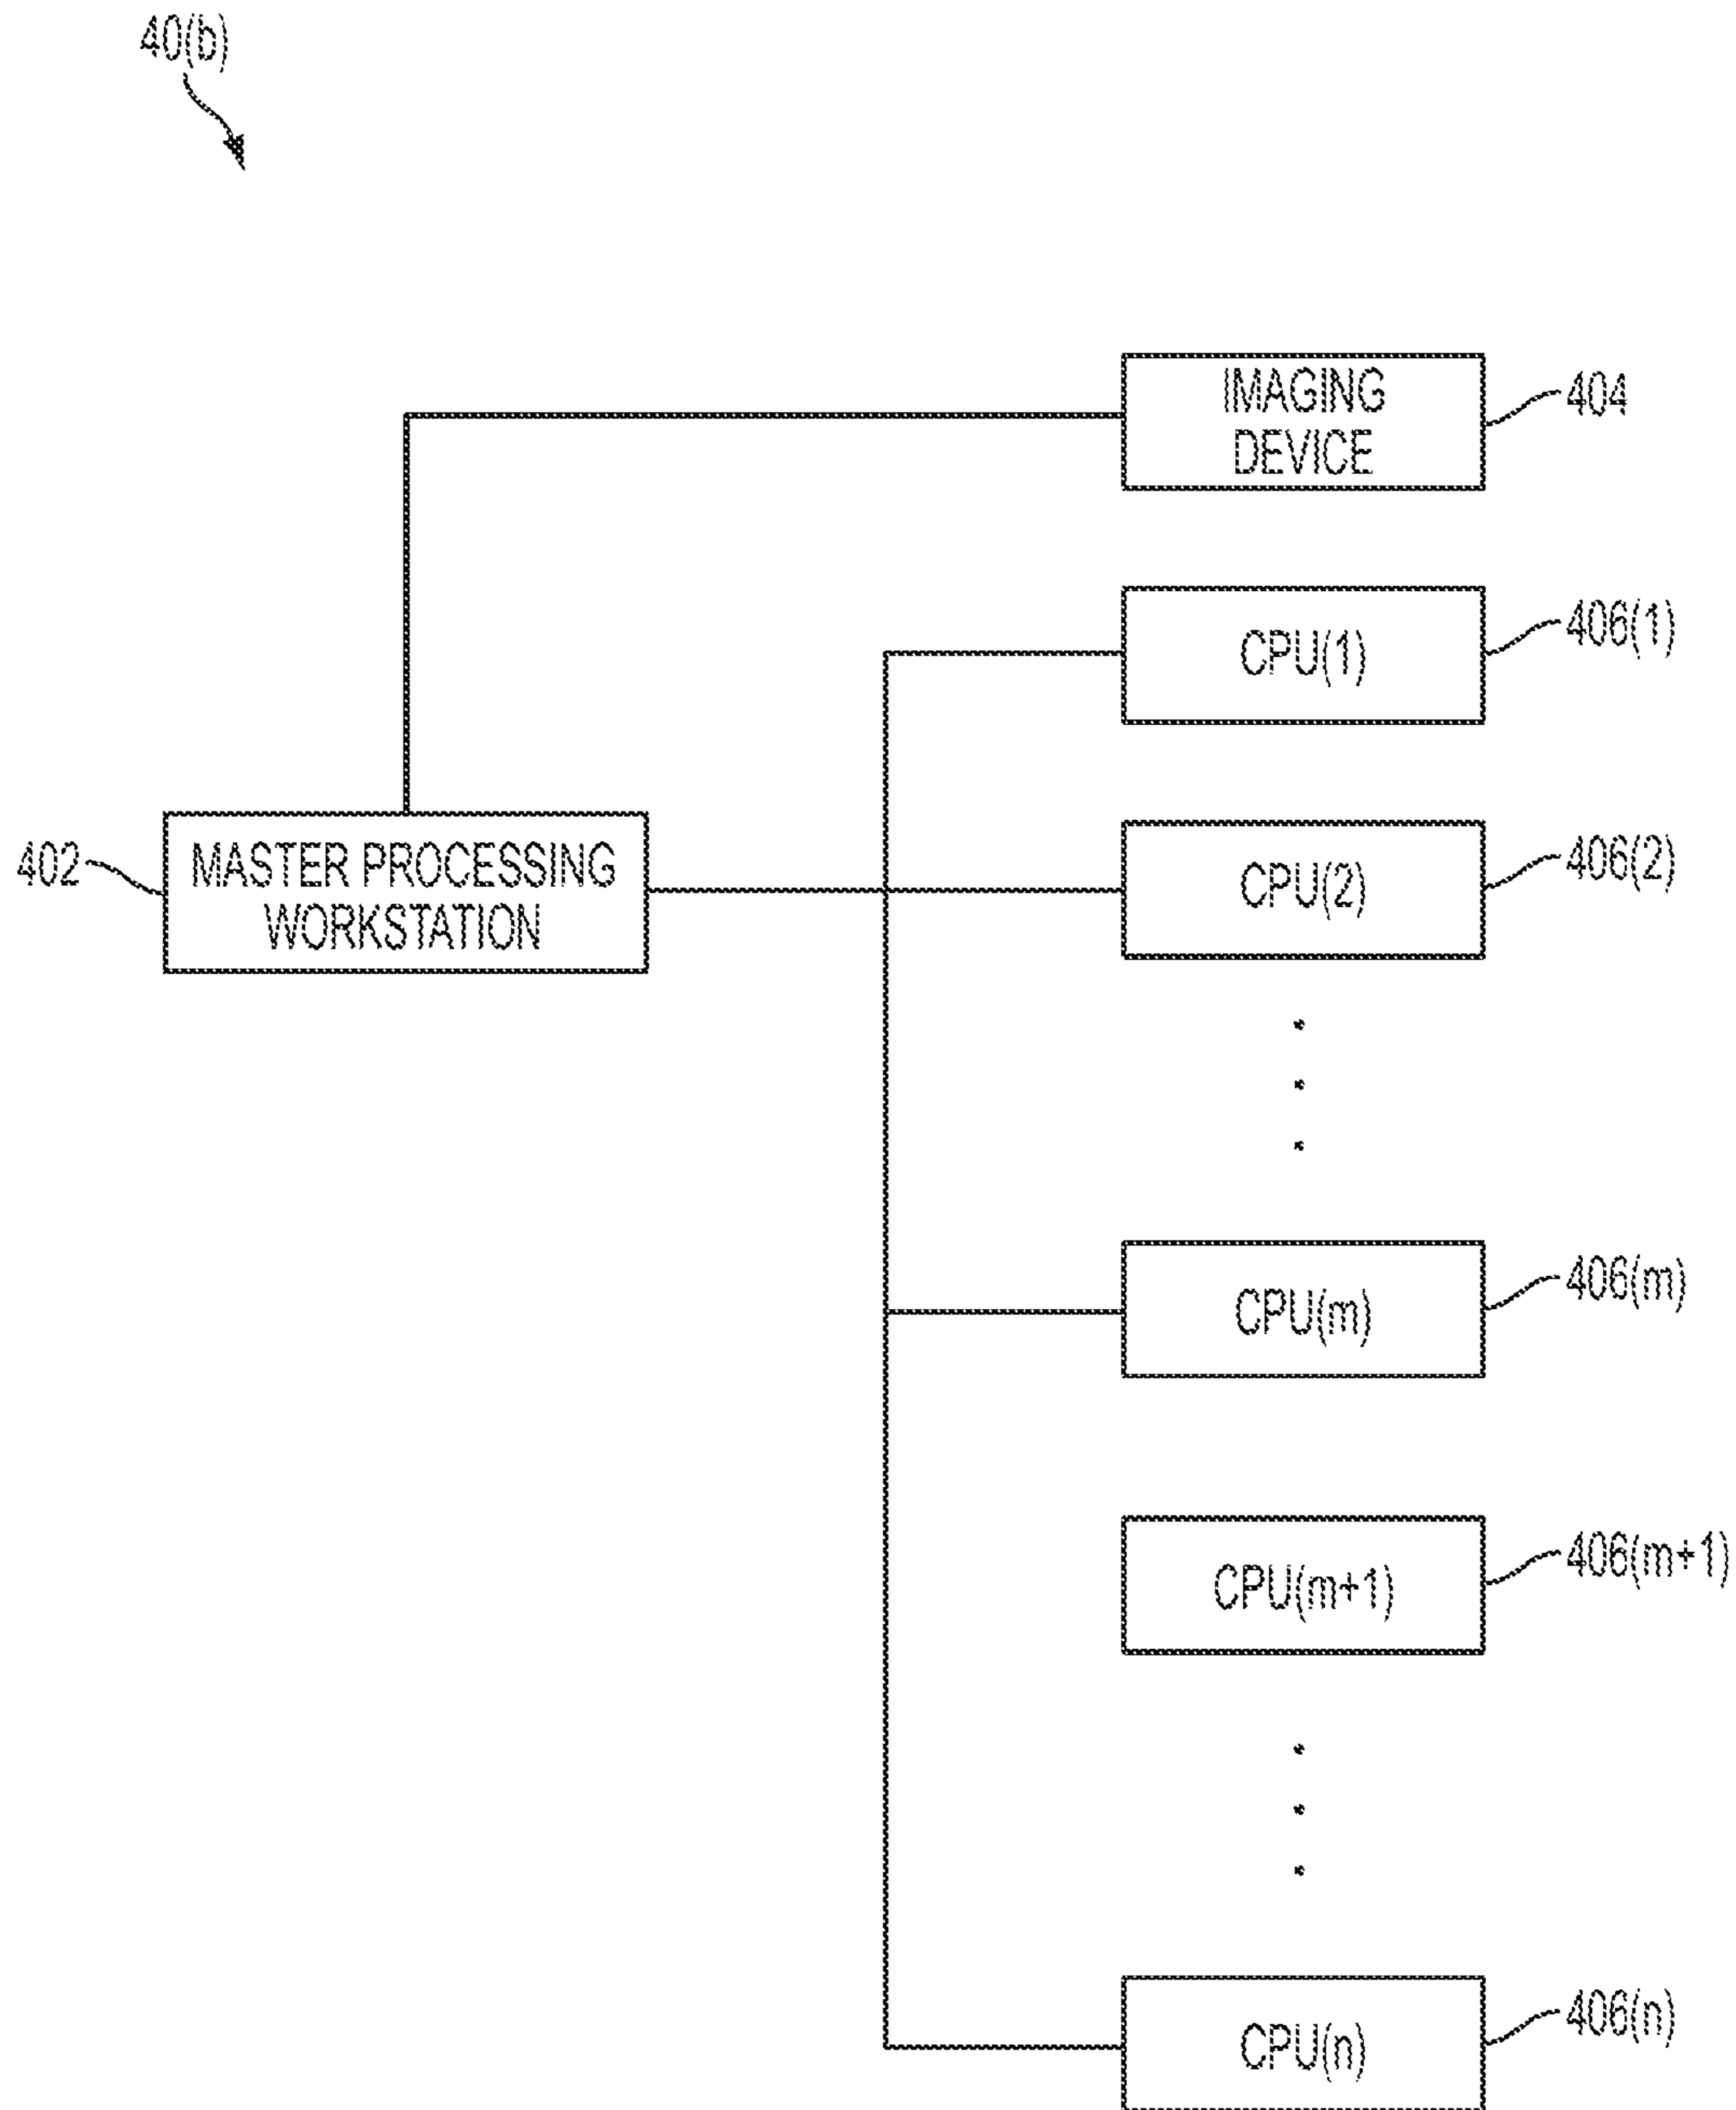 40(b)
IMAGING
DEVICE
404
CPU(1)
406(1)
402
MASTER PROCESSING
WORKSTATION
CPU(2)
406(2)
CPU(m)
406(m)
CPU(m+1)
406(m+1)
CPU(n)
406(n)